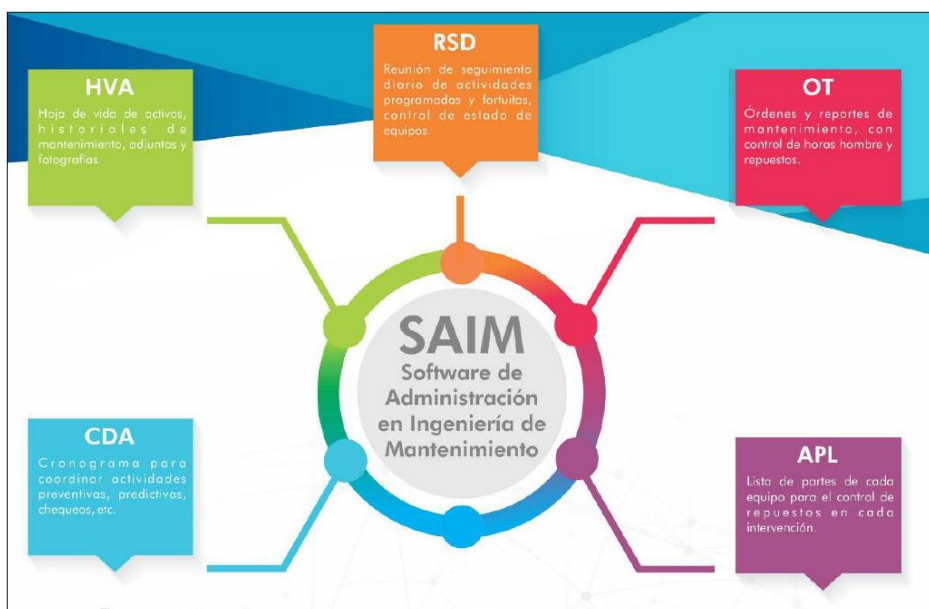 HVA
Hoja de vida de activos,
historiales de
mantenimiento, adjuntos y
fotografías.
RSD
Reunión de seguimiento
diario de actividades
programadas y fortuitas,
control de estado de
equipos.
OT
Órdenes y reportes de
mantenimiento, con
control de horas hombre y
repuestos.
SAIM
Software de
Administración
en Ingeniería de
Mantenimiento
CDA
Cronograma para
coordinar actividades
preventivas, predictivas,
chequeos, etc.
APL
Lista de partes de cada
equipo para el control de
repuestos en cada
intervención.